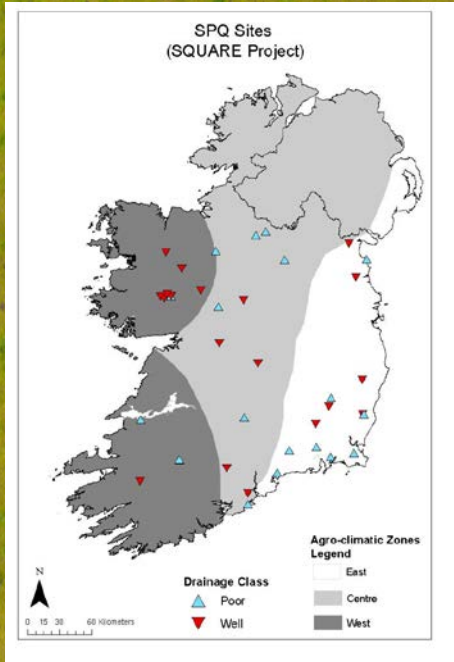 SPQ Sites
(SQUARE Project)
Agro-climatic Zones
Legend
East
Centre
West
Drainage Class
Poor
Well
N
0 15 30 60 Kilometers